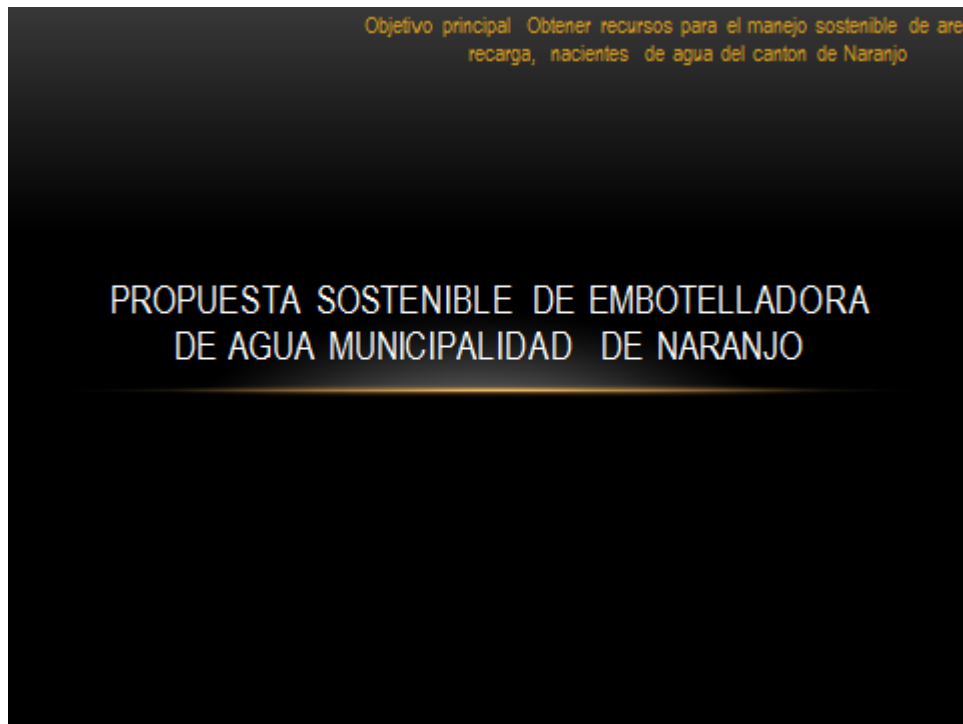 Objetivo principal Obtener recursos para el manejo sostenible de
recarga, nacientes de agua del canton de Naranjo
PROPUESTA SOSTENIBLE DE EMBOTELLADORA
DE AGUA MUNICIPALIDAD DE NARANJO